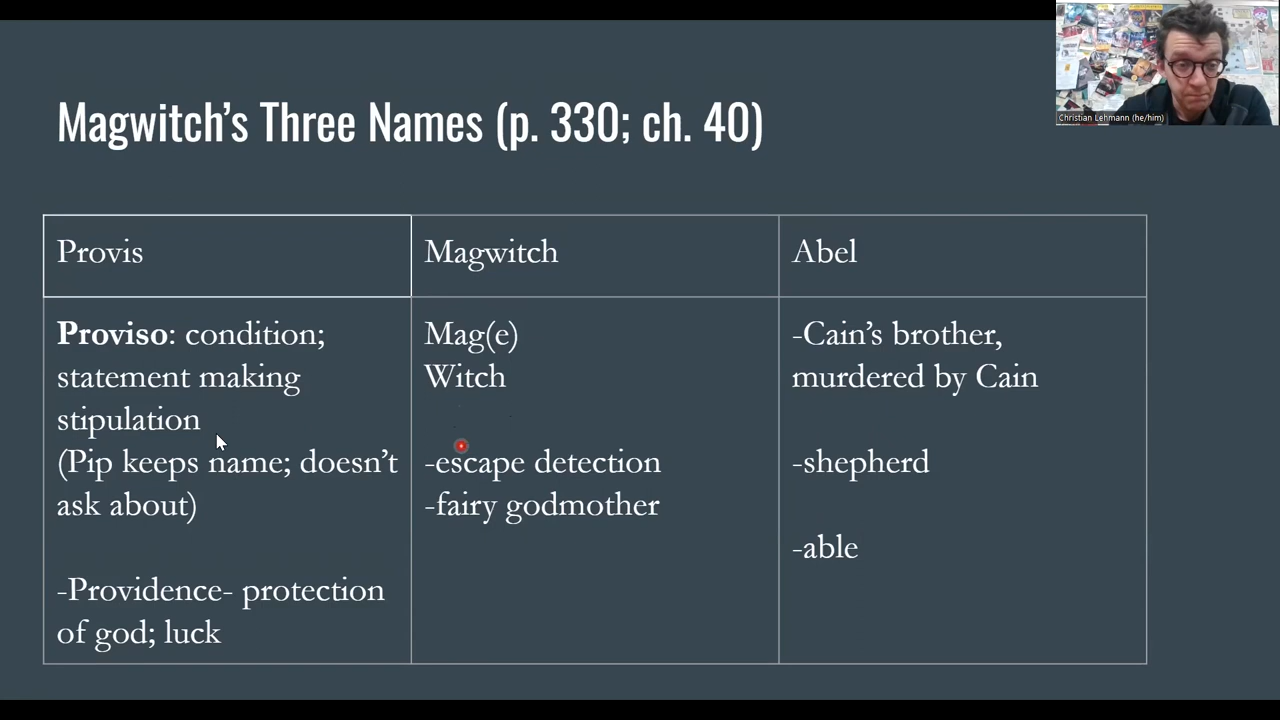 Magwitch's Three Names (p. 330; ch. 40)
Christian Lehmann (he/him)
Provis
Magwitch
Abel
Proviso: condition;
statement making
stipulation
(Pip keeps name; doesn't
ask about)
-Providence- protection
of god; luck
Mag(e)
Witch
-escape detection
-fairy godmother
-Cain's brother,
murdered by Cain
-shepherd
-able